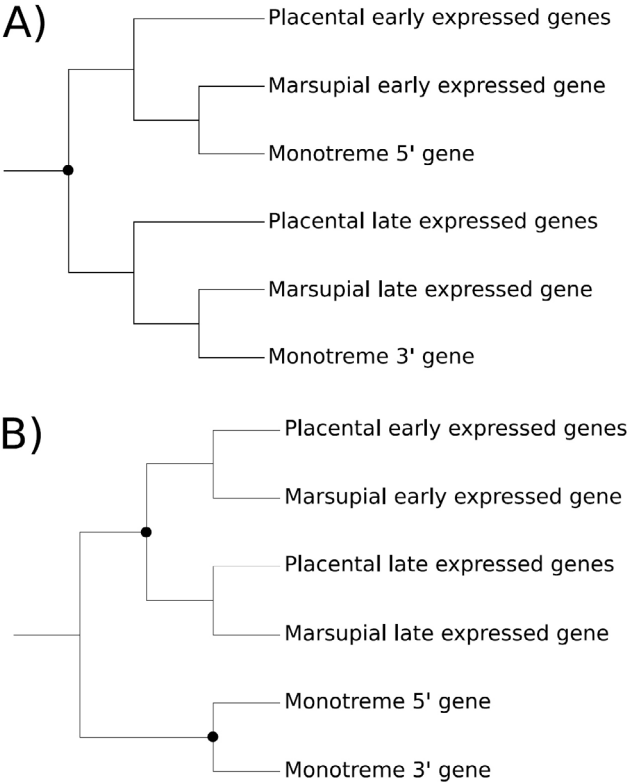 A)
Placental early expressed genes
Marsupial early expressed gene
Monotreme 5' gene
Placental late expressed genes
Marsupial late expressed gene
Monotreme 3' gene
B)
Placental early expressed genes
Marsupial early expressed gene
Placental late expressed genes
Marsupial late expressed gene
Monotreme 5' gene
Monotreme 3' gene